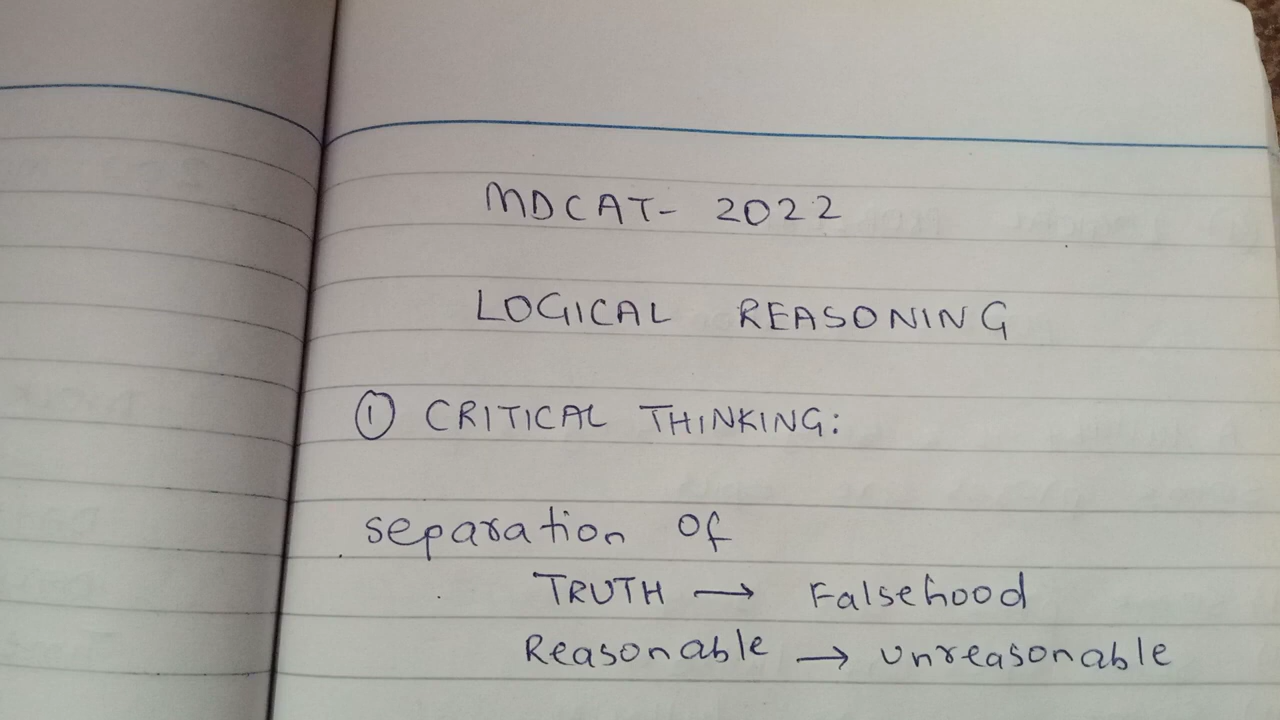 MDCAT- 2022
LOGICAL REASONING
① CRITICAL THINKING:
separation of
TRUTH → Falsehood
Reasonable → unreasonable